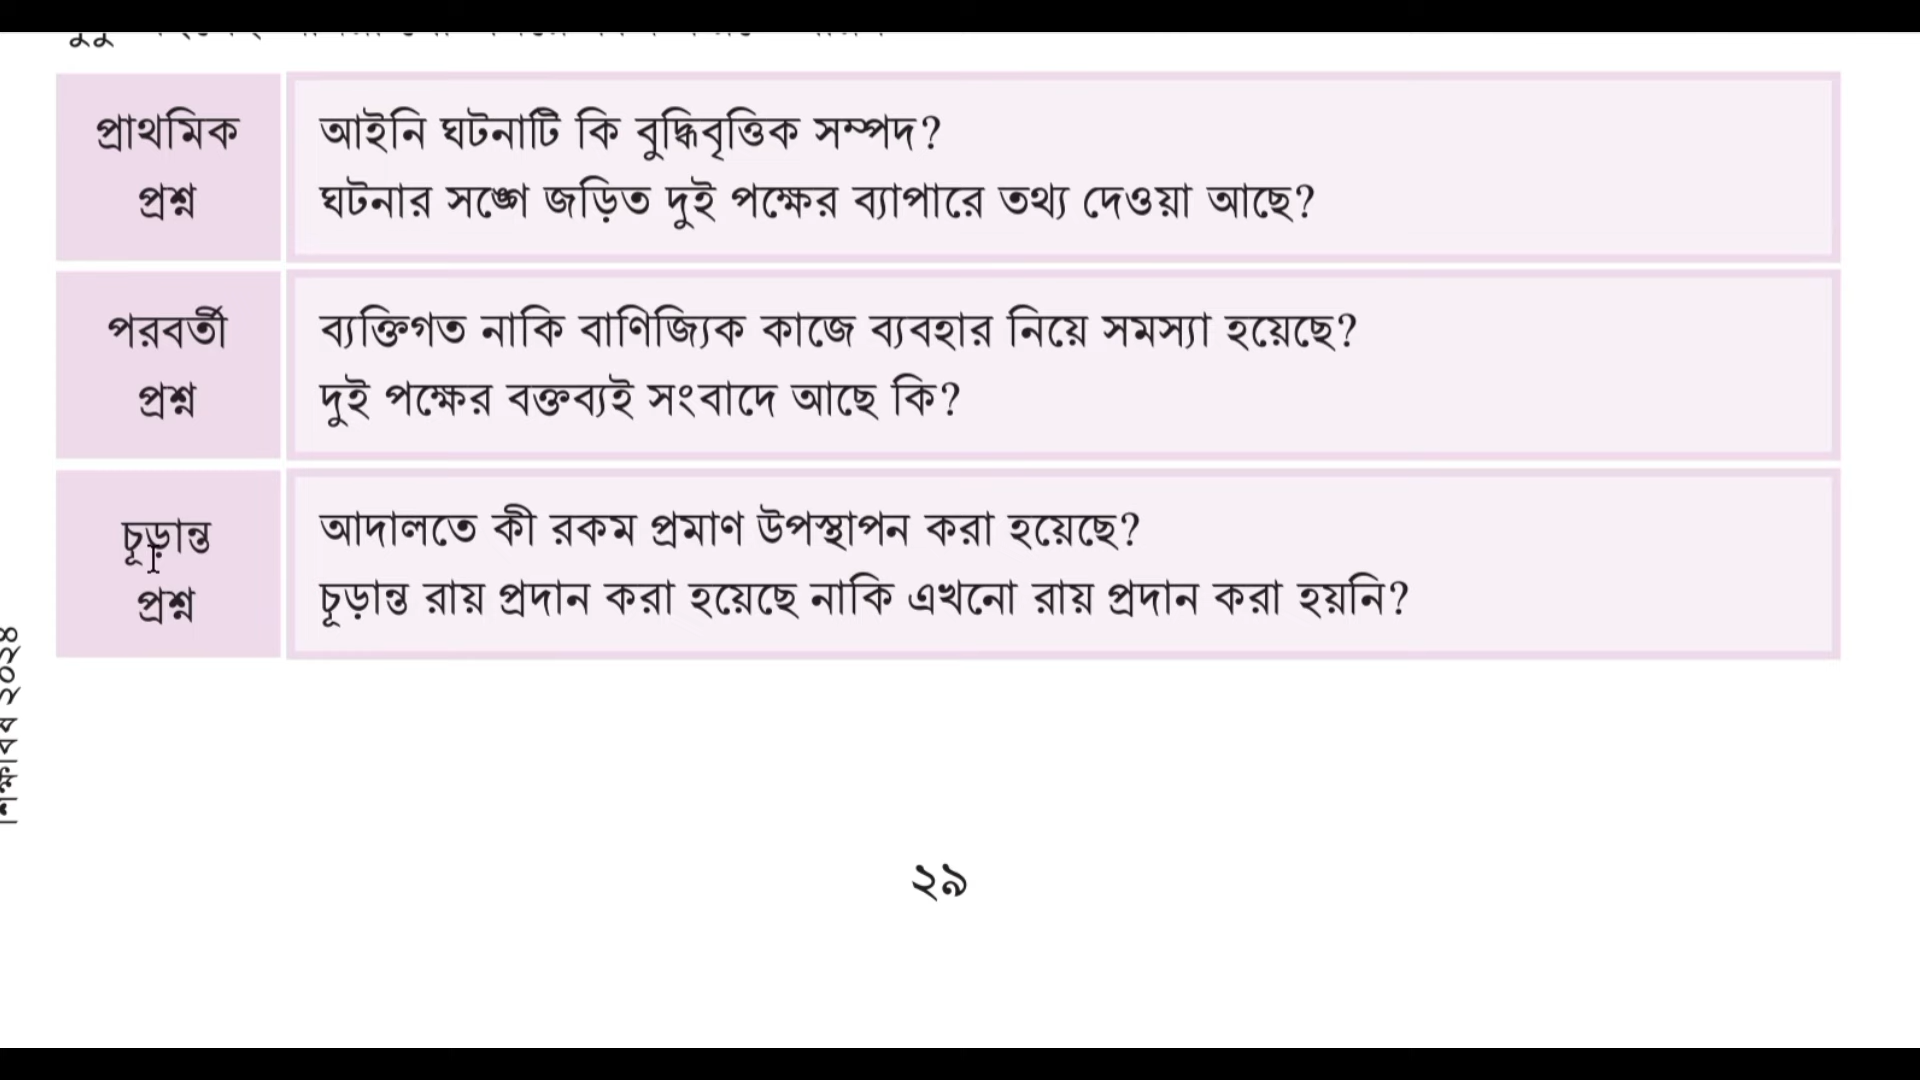 প্রাথমিক
প্রশ্ন
আইনি ঘটনাটি কি বুদ্ধিবৃত্তিক সম্পদ?
ঘটনার সঙ্গে জড়িত দুই পক্ষের ব্যাপারে তথ্য দেওয়া আছে?
পরবর্তী
প্রশ্ন
ব্যক্তিগত নাকি বাণিজ্যিক কাজে ব্যবহার নিয়ে সমস্যা হয়েছে?
দুই পক্ষের বক্তব্যই সংবাদে আছে কি?
চূড়ান্ত
প্রশ্ন
আদালতে কী রকম প্রমাণ উপস্থাপন করা হয়েছে?
চূড়ান্ত রায় প্রদান করা হয়েছে নাকি এখনো রায় প্রদান করা হয়নি?
শিক্ষাবর্ষ ২০২৪
২৯